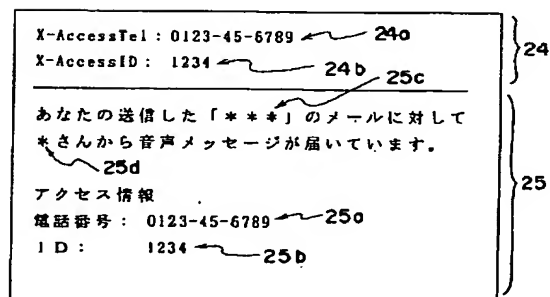 X-AccessTel : 0123-45-6789 24a
X-AccessID : 1234 24b
24
25c
あなたの送信した「***」のメールに対して
*さんから音声メッセージが届いています。
25d
25
アクセス情報
電話番号 : 0123-45-6789 25a
ID : 1234 25b